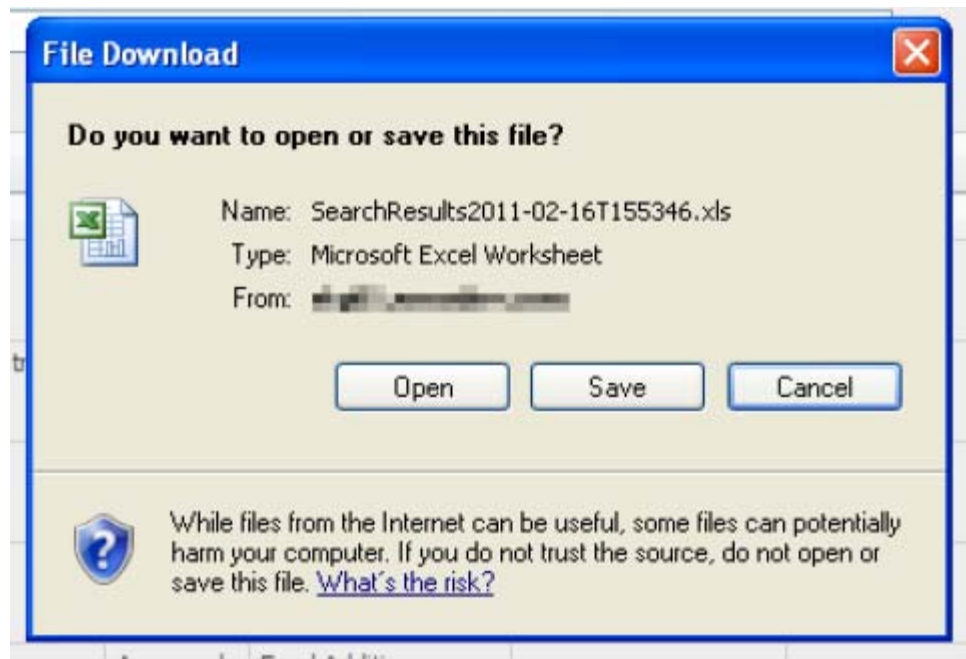 File Download
Do you want to open or save this file?
Name: SearchResults2011-02-16T155346.xls
Type: Microsoft Excel Worksheet
From:
Open Save Cancel
While files from the Internet can be useful, some files can potentially
harm your computer. If you do not trust the source, do not open or
save this file. What's the risk?